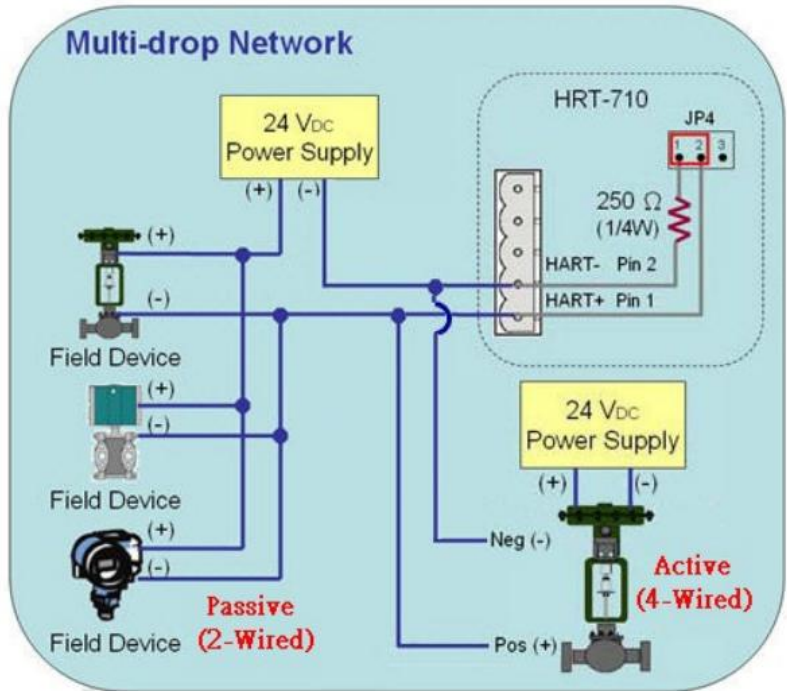 Multi-drop Network
24 VDC
Power Supply
(+) (-)
HRT-710
JP4
1 2 3
250 Ω
(1/4W)
HART- Pin 2
HART+ Pin 1
(+)
(-)
Field Device
(+)
(-)
Field Device
(+)
(-)
Field Device
Passive
(2-Wired)
24 VDC
Power Supply
(+) (-)
Neg (-)
Pos (+)
Active
(4-Wired)